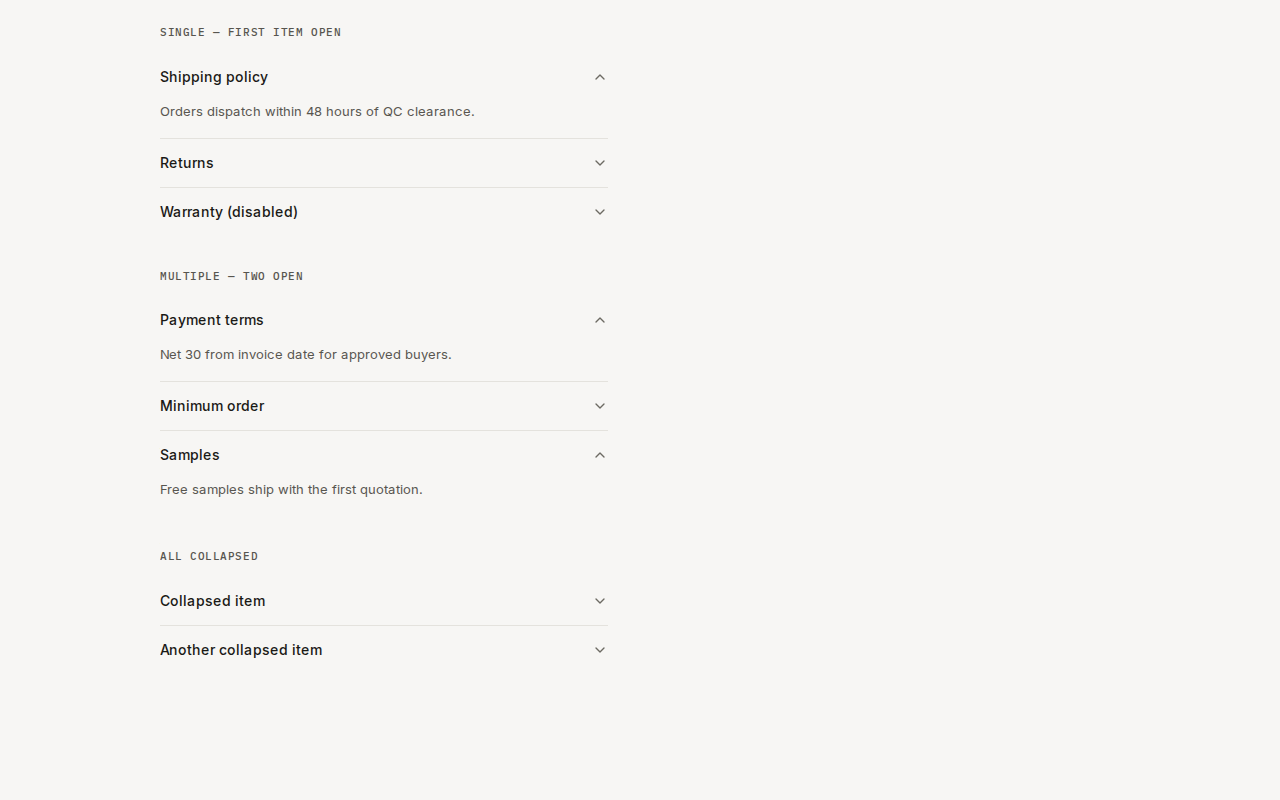 SINGLE — FIRST ITEM OPEN
Shipping policy
Orders dispatch within 48 hours of QC clearance.
Returns
Warranty (disabled)
MULTIPLE — TWO OPEN
Payment terms
Net 30 from invoice date for approved buyers.
Minimum order
Samples
Free samples ship with the first quotation.
ALL COLLAPSED
Collapsed item
Another collapsed item